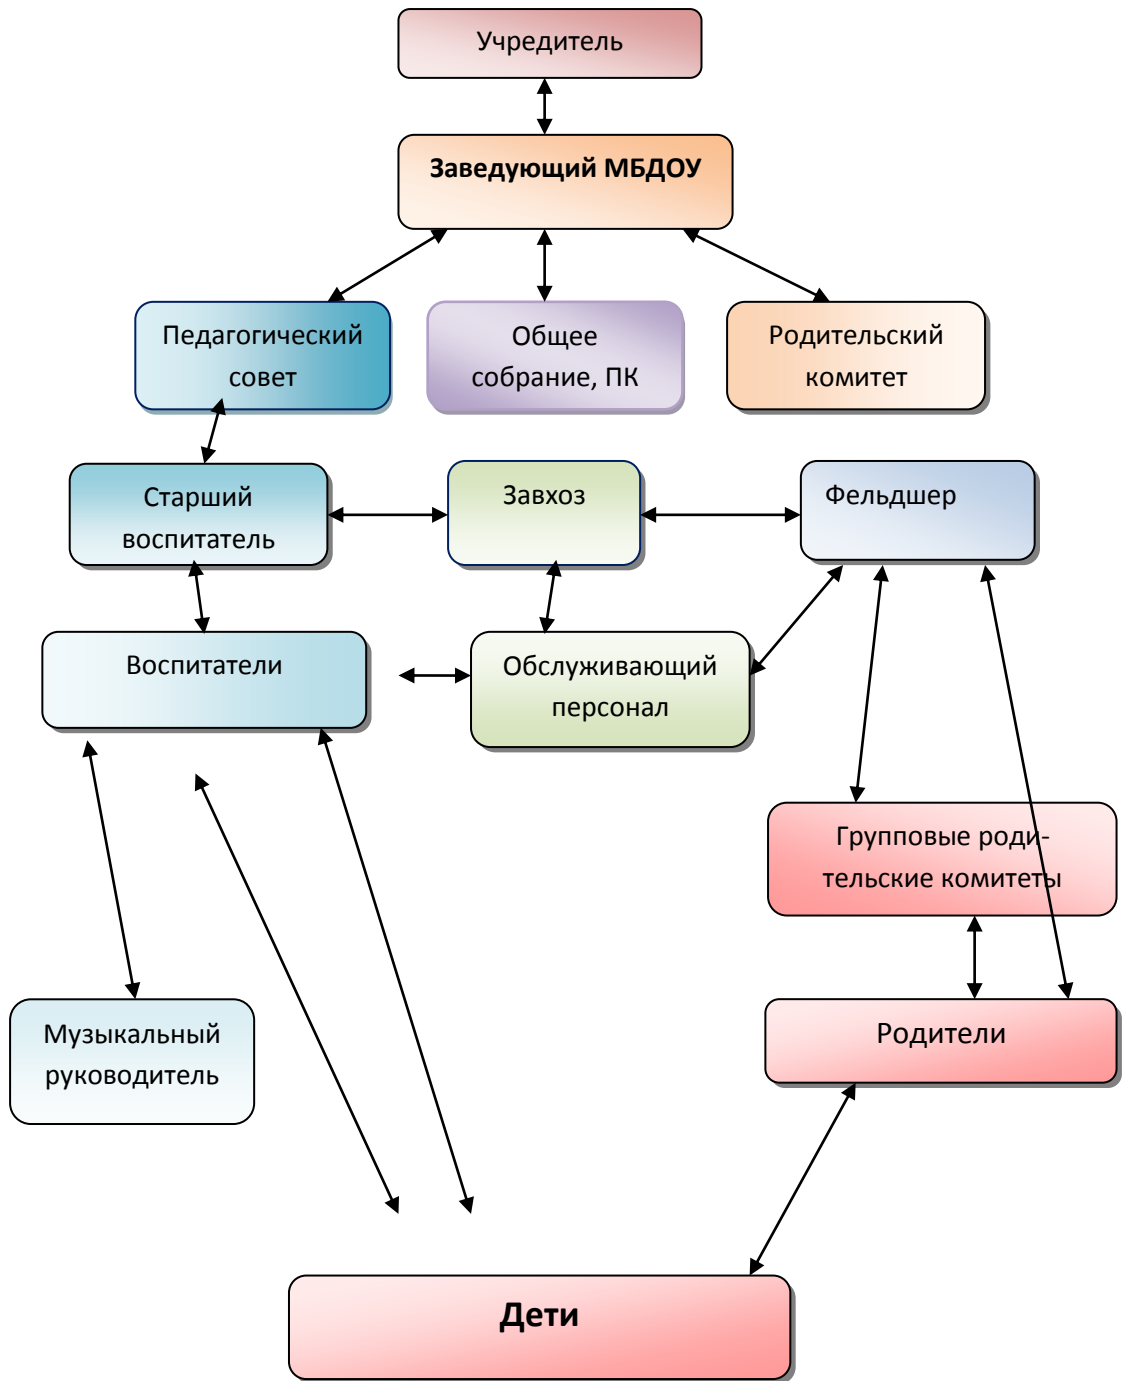 Учредитель
Заведующий МБДОУ
Педагогический
совет
Общее
собрание, ПК
Родительский
комитет
Старший
воспитатель
Завхоз
Фельдшер
Воспитатели
Обслуживающий
персонал
Групповые роди-
тельские комитеты
Музыкальный
руководитель
Родители
Дети